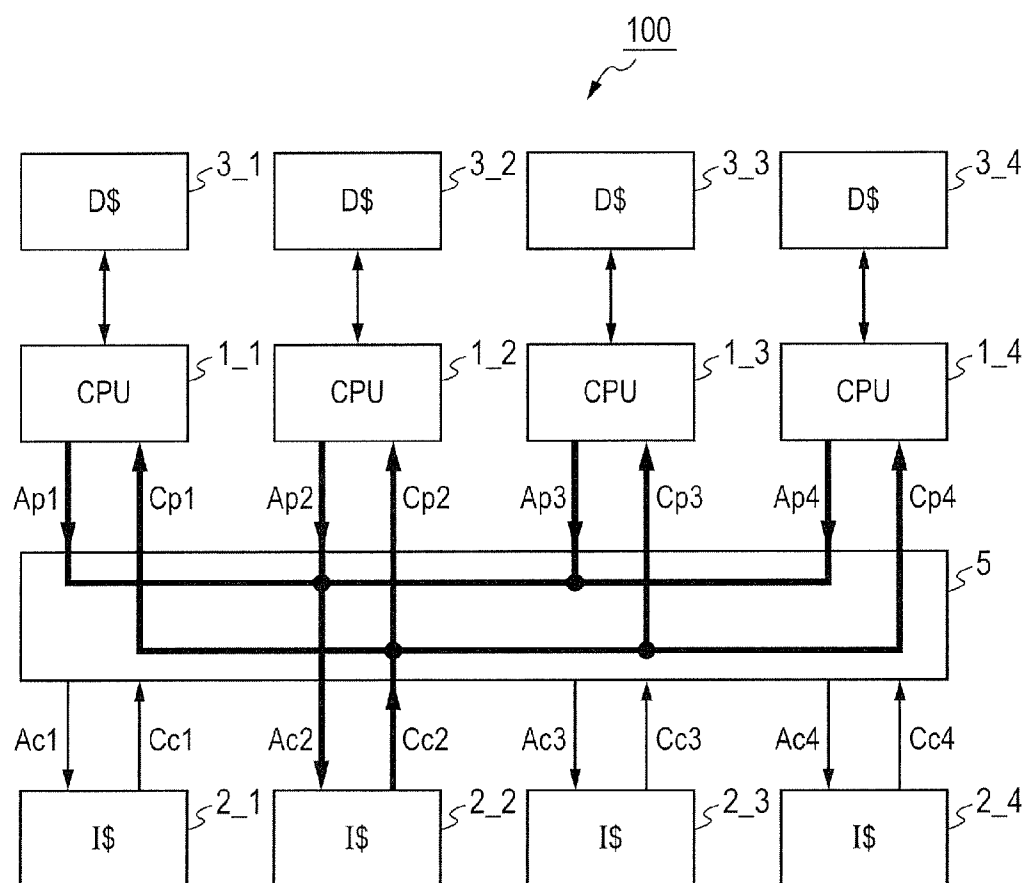 100
3_1 3_2 3_3 3_4
D$ D$ D$ D$
1_1 1_2 1_3 1_4
CPU CPU CPU CPU
Ap1 Cp1 Ap2 Cp2 Ap3 Cp3 Ap4 Cp4
5
Ac1 Cc1 Ac2 Cc2 Ac3 Cc3 Ac4 Cc4
2_1 2_2 2_3 2_4
I$ I$ I$ I$